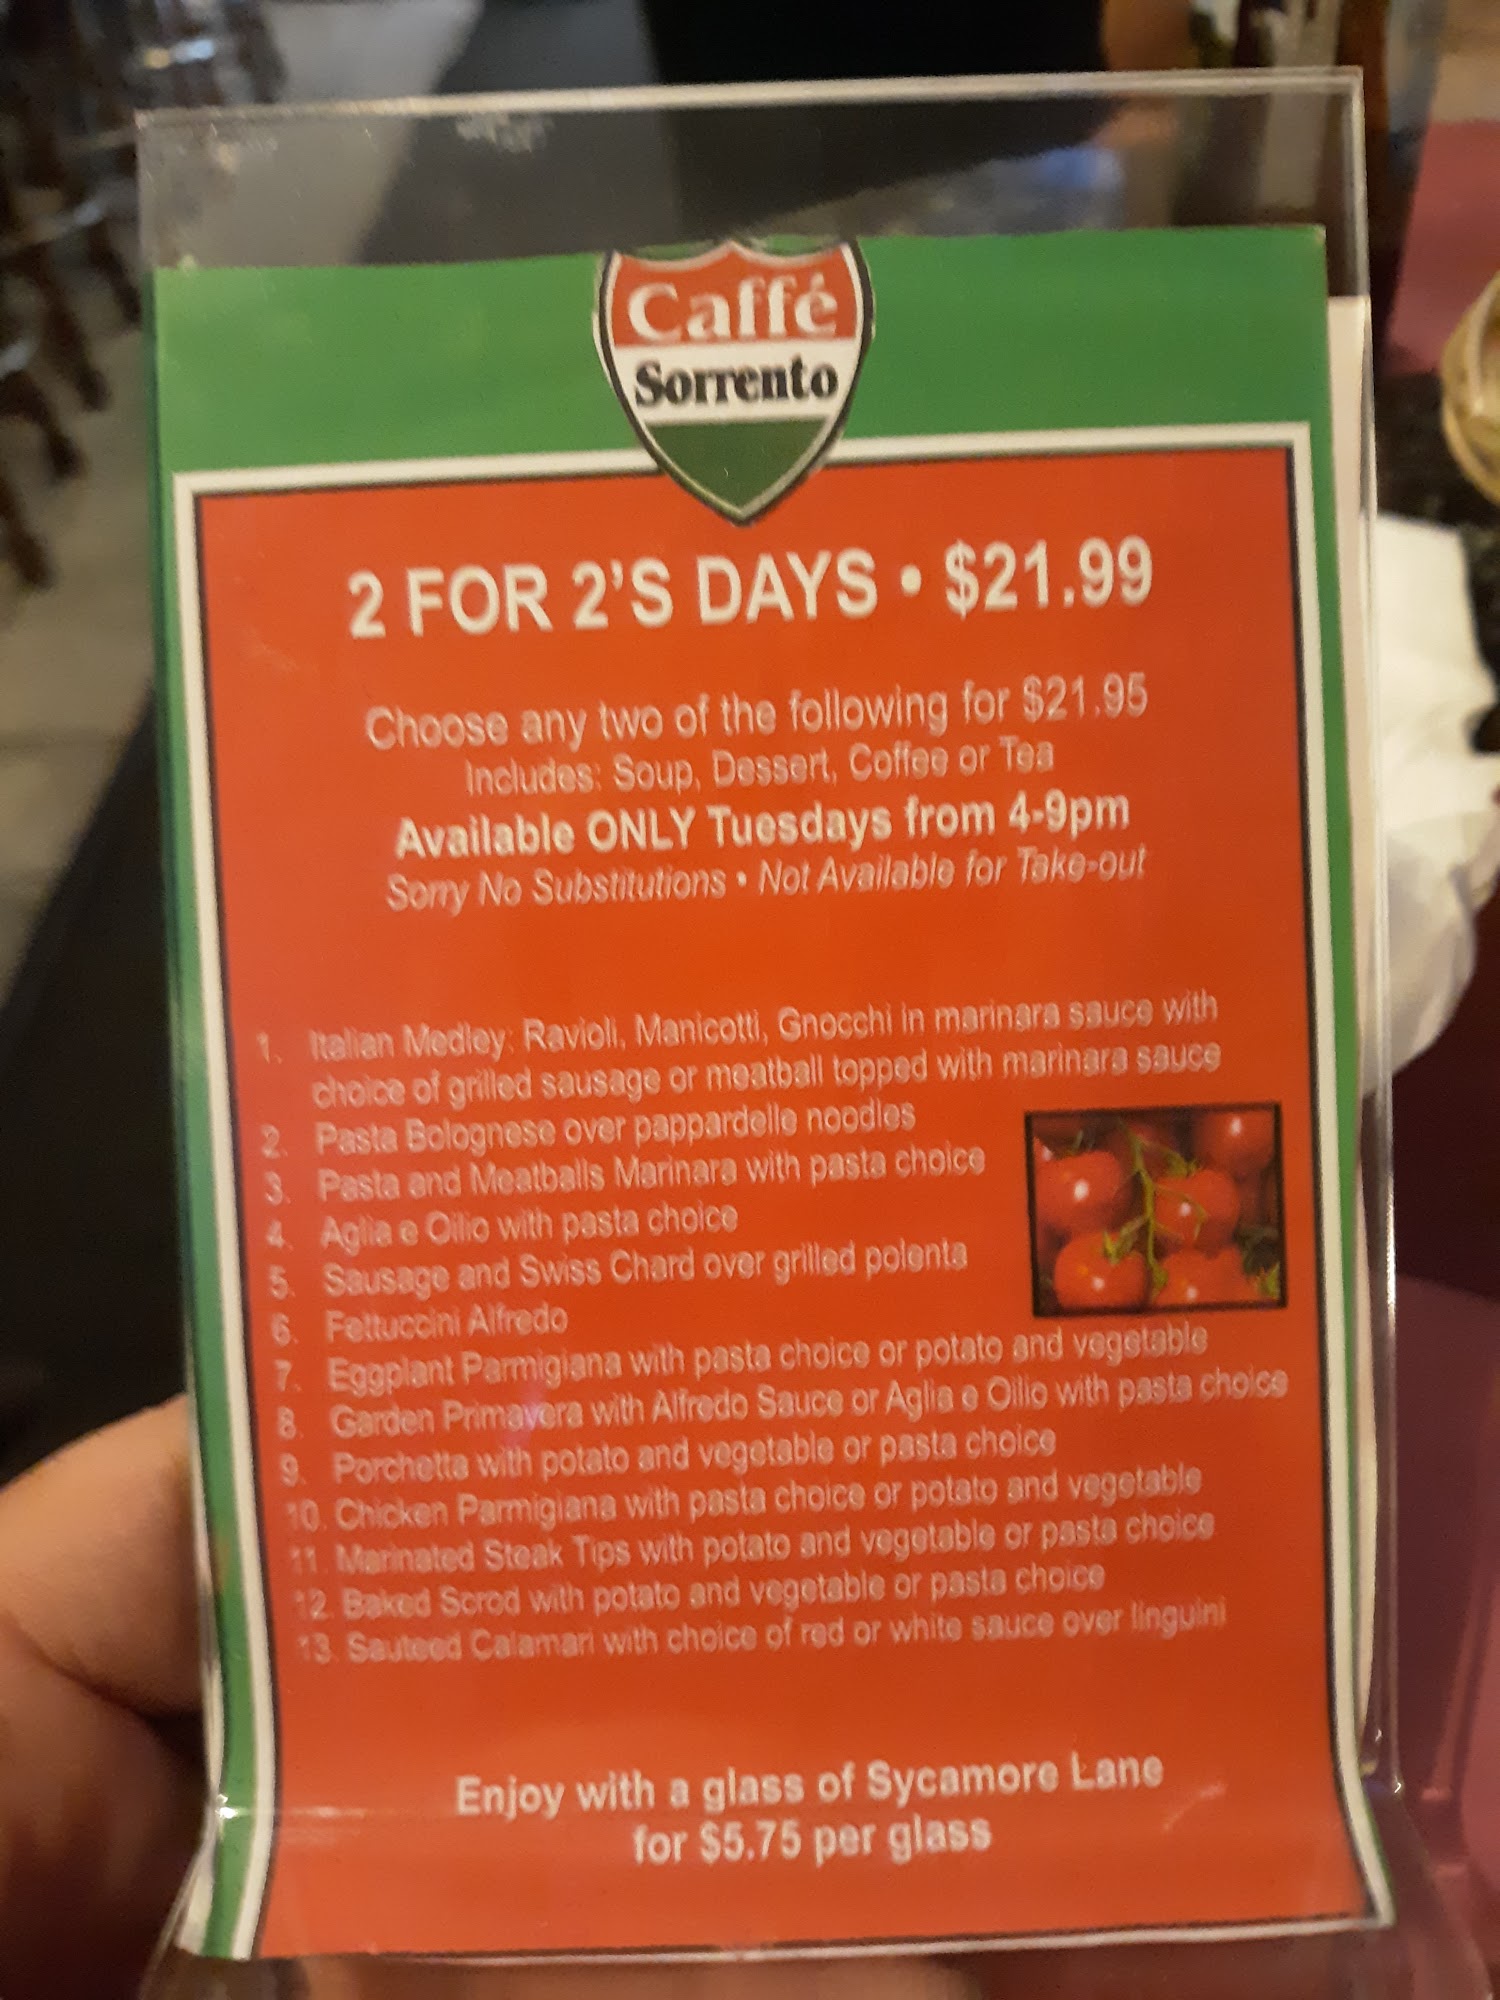 Caffé
Sorrento
2 FOR 2'S DAYS • $21.99
Choose any two of the following for $21.95
Includes: Soup, Dessert, Coffee or Tea
Available ONLY Tuesdays from 4-9pm
Sorry No Substitutions • Not Available for Take-out
1. Italian Medley: Ravioli, Manicotti, Gnocchi in marinara sauce with
choice of grilled sausage or meatball topped with marinara sauce
2. Pasta Bolognese over pappardelle noodles
3. Pasta and Meatballs Marinara with pasta choice
4. Aglia e Oilio with pasta choice
5. Sausage and Swiss Chard over grilled polenta
6. Fettuccini Alfredo
7. Eggplant Parmigiana with pasta choice or potato and vegetable
8. Garden Primavera with Alfredo Sauce or Aglia e Oilio with pasta choice
9. Porchetta with potato and vegetable or pasta choice
10. Chicken Parmigiana with pasta choice or potato and vegetable
11. Marinated Steak Tips with potato and vegetable or pasta choice
12. Baked Scrod with potato and vegetable or pasta choice
13. Sauteed Calamari with choice of red or white sauce over linguini
Enjoy with a glass of Sycamore Lane
for $5.75 per glass